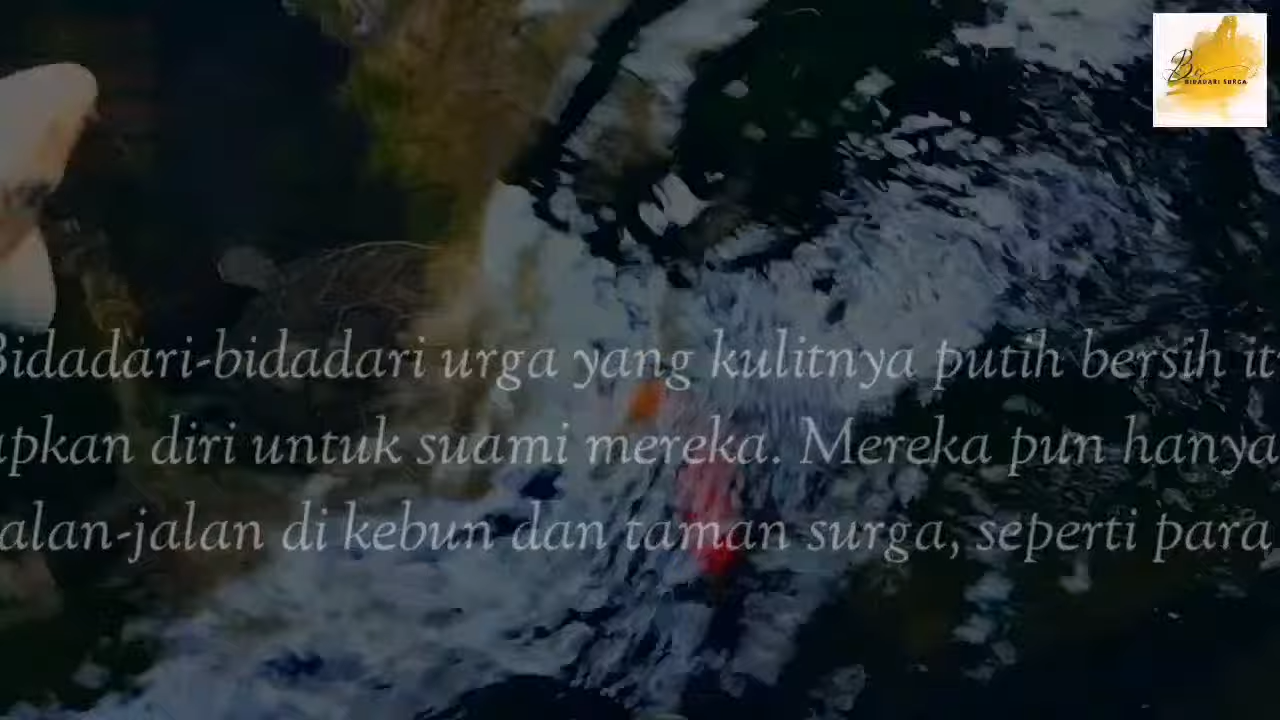 BIDADARI SURGA
Bidadari-bidadari urga yang kulitnya putih bersih it
apkan diri untuk suami mereka. Mereka pun hanya
alan-jalan di kebun dan taman surga, seperti para